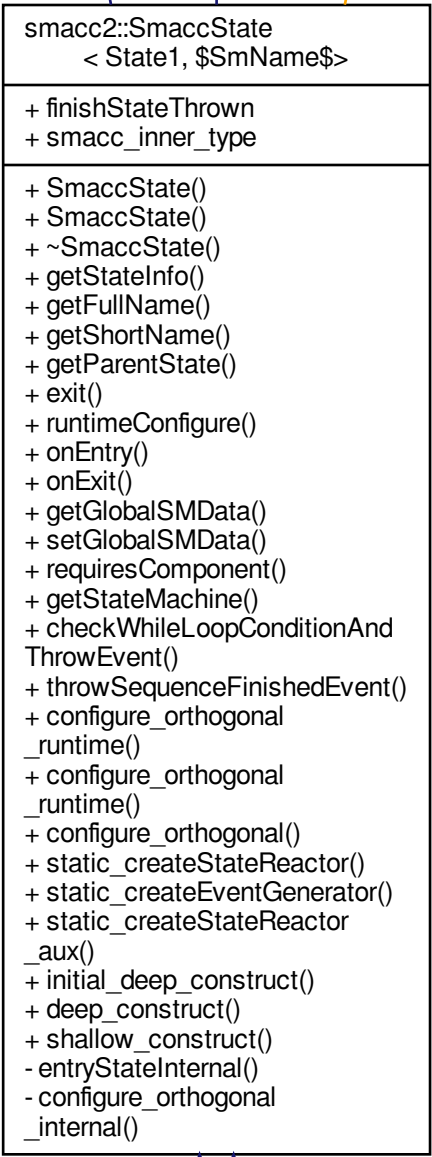 smacc2::SmaccState
< State1, $SmName$>
+ finishStateThrown
+ smacc_inner_type
+ SmaccState()
+ SmaccState()
+ ~SmaccState()
+ getStateInfo()
+ getFullName()
+ getShortName()
+ getParentState()
+ exit()
+ runtimeConfigure()
+ onEntry()
+ onExit()
+ getGlobalSMData()
+ setGlobalSMData()
+ requiresComponent()
+ getStateMachine()
+ checkWhileLoopConditionAnd
ThrowEvent()
+ throwSequenceFinishedEvent()
+ configure_orthogonal
_runtime()
+ configure_orthogonal
_runtime()
+ configure_orthogonal()
+ static_createStateReactor()
+ static_createEventGenerator()
+ static_createStateReactor
_aux()
+ initial_deep_construct()
+ deep_construct()
+ shallow_construct()
- entryStateInternal()
- configure_orthogonal
_internal()